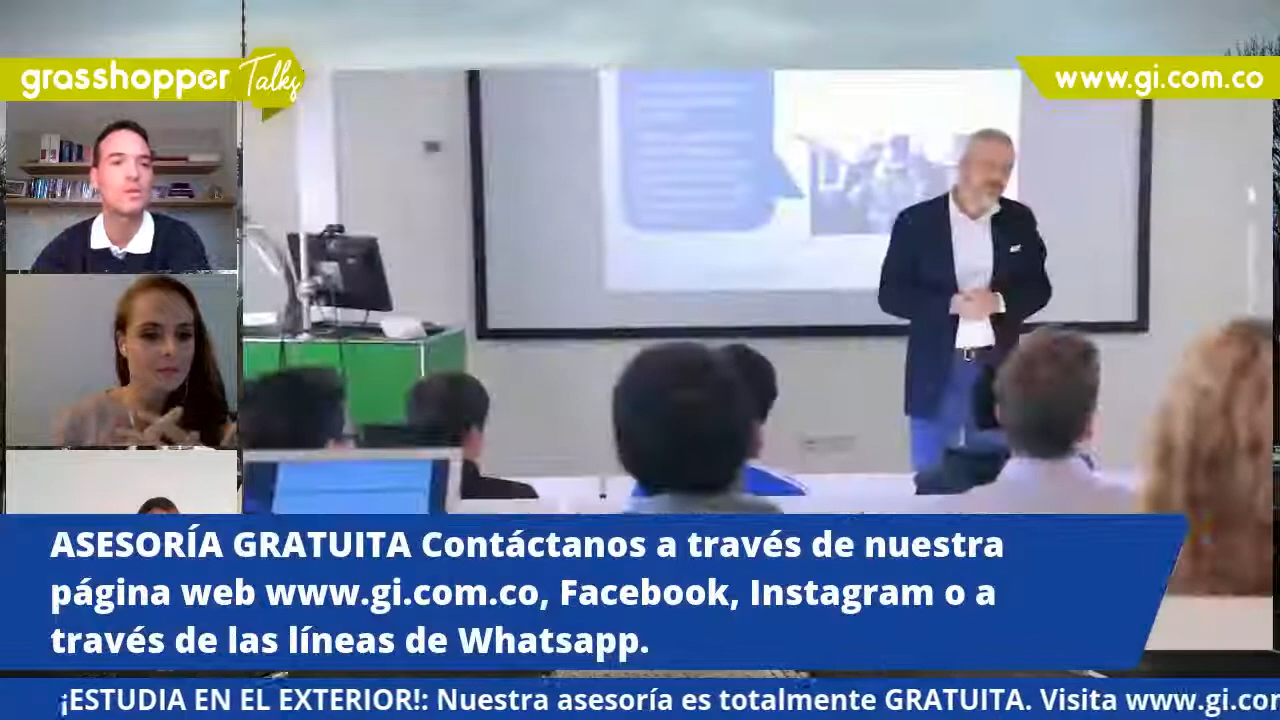 grasshopper Talks
www.gi.com.co
ASESORÍA GRATUITA Contáctanos a través de nuestra
página web www.gi.com.co, Facebook, Instagram o a
través de las líneas de Whatsapp.
¡ESTUDIA EN EL EXTERIOR!: Nuestra asesoría es totalmente GRATUITA. Visita www.gi.con